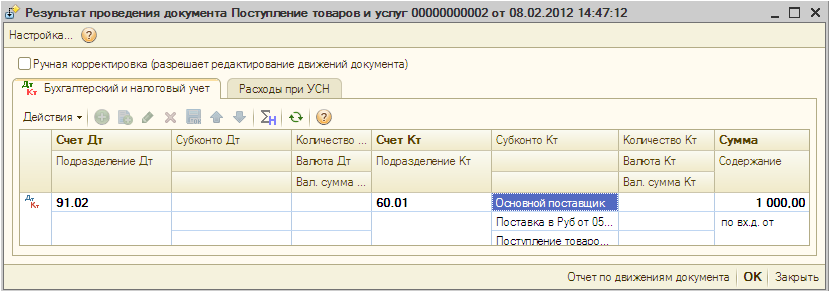 Результат проведения документа Поступление товаров и услуг 00000000002 от 08.02.2012 14:47:12
Настройка... ?
Ручная корректировка (разрешает редактирование движений документа)
Дт Кт Бухгалтерский и налоговый учет Расходы при УСН
Действия ?
Счет Дт Субконто Дт Количество ... Счет Кт Субконто Кт Количество Кт Сумма
Подразделение Дт Валюта Дт Подразделение Кт Валюта Кт Содержание
Вал. сумма ... Вал. сумма Кт
Дт Кт 91.02 60.01 Основной поставщик 1 000,00
Поставка в Руб от 05... по вх.д. от
Поступление товаро...
Отчет по движениям документа OK Закрыть